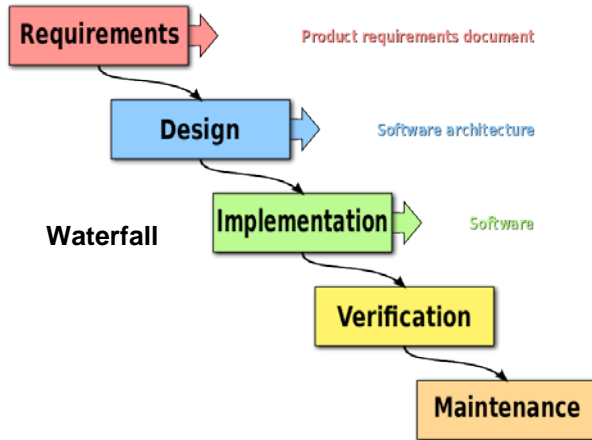 Requirements
Product requirements document
Design
Software architecture
Implementation
Software
Waterfall
Verification
Maintenance